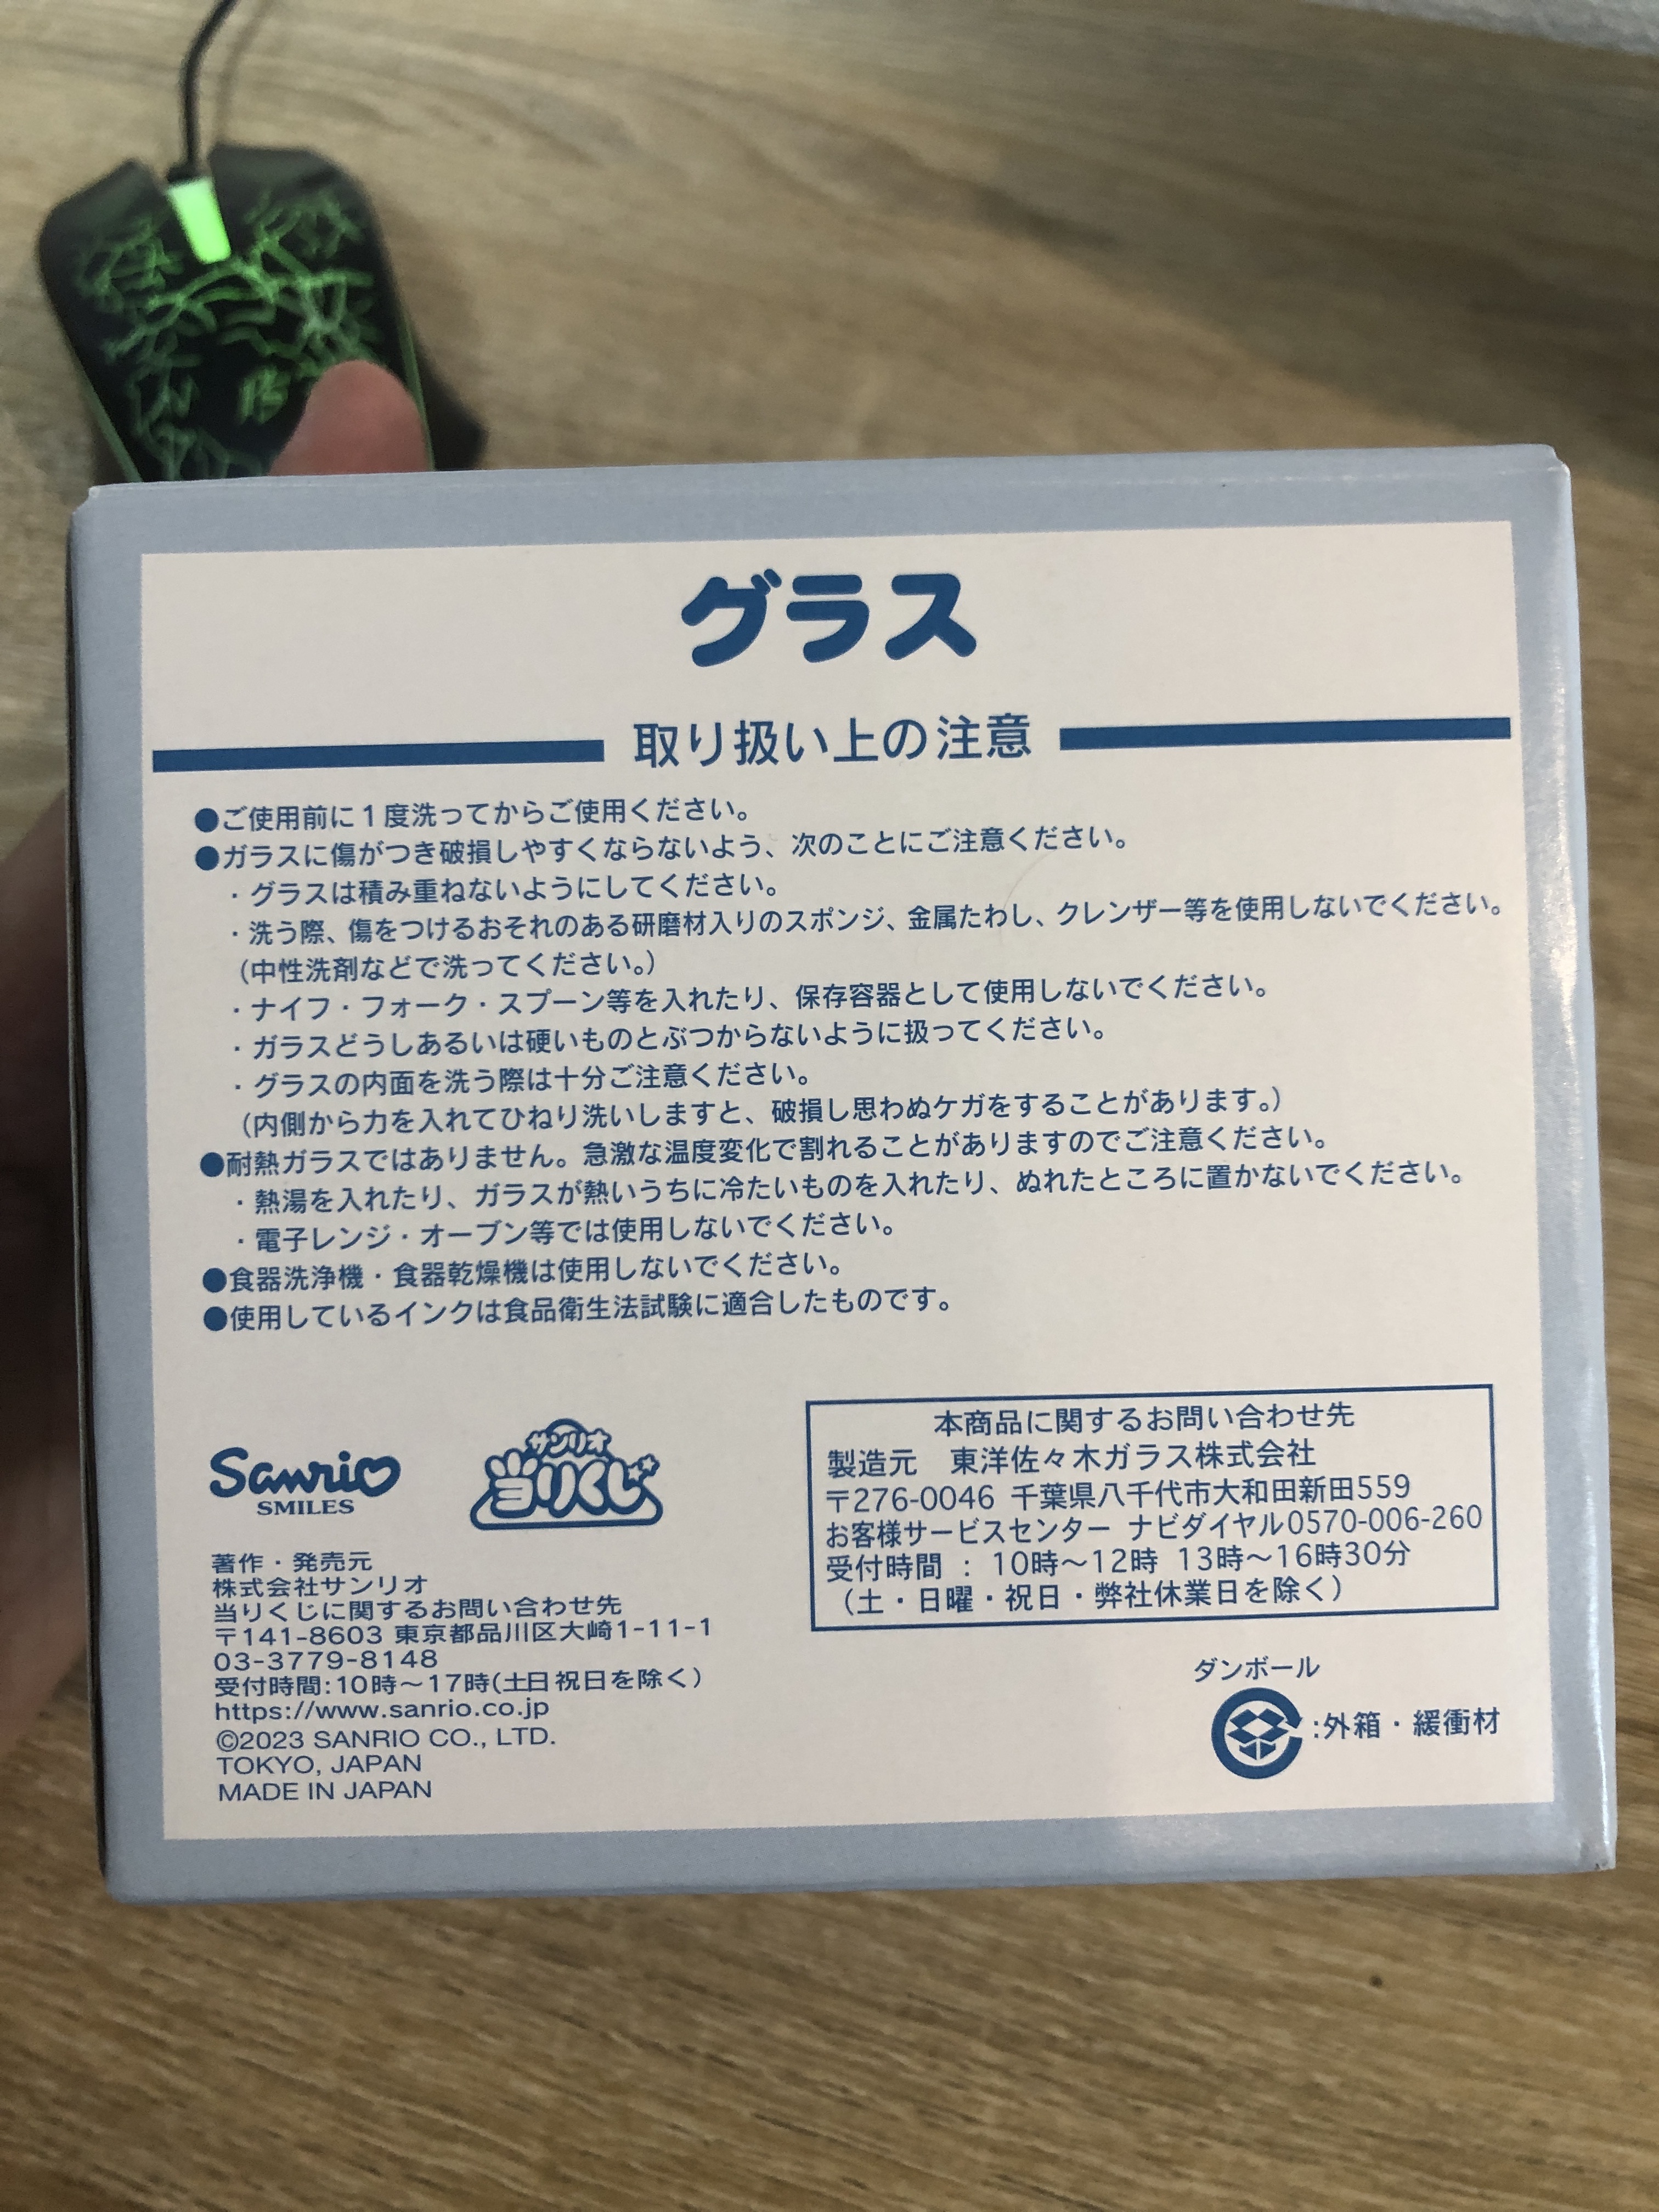 グラス
取り扱い上の注意
●ご使用前に1度洗ってからご使用ください。
●ガラスに傷がつき破損しやすくならないよう、次のことにご注意ください。
・グラスは積み重ねないようにしてください。
・洗う際、傷をつけるおそれのある研磨材入りのスポンジ、金属たわし、クレンザー等を使用しないでください。
(中性洗剤などで洗ってください。)
・ナイフ・フォーク・スプーン等を入れたり、保存容器として使用しないでください。
・ガラスどうしあるいは硬いものとぶつからないように扱ってください。
・グラスの内面を洗う際は十分ご注意ください。
(内側から力を入れてひねり洗いしますと、破損し思わぬケガをすることがあります。)
●耐熱ガラスではありません。急激な温度変化で割れることがありますのでご注意ください。
・熱湯を入れたり、ガラスが熱いうちに冷たいものを入れたり、ぬれたところに置かないでください。
・電子レンジ・オーブン等では使用しないでください。
●食器洗浄機・食器乾燥機は使用しないでください。
●使用しているインクは食品衛生法試験に適合したものです。
Sanrio
SMILES
サンリオ
当りくじ
著作・発売元
株式会社サンリオ
当りくじに関するお問い合わせ先
〒141-8603 東京都品川区大崎1-11-1
03-3779-8148
受付時間:10時〜17時(土日祝日を除く)
https://www.sanrio.co.jp
©2023 SANRIO CO., LTD.
TOKYO, JAPAN
MADE IN JAPAN
本商品に関するお問い合わせ先
製造元 東洋佐々木ガラス株式会社
〒276-0046 千葉県八千代市大和田新田559
お客様サービスセンター ナビダイヤル0570-006-260
受付時間 : 10時〜12時 13時〜16時30分
(土・日曜・祝日・弊社休業日を除く)
ダンボール
:外箱・緩衝材